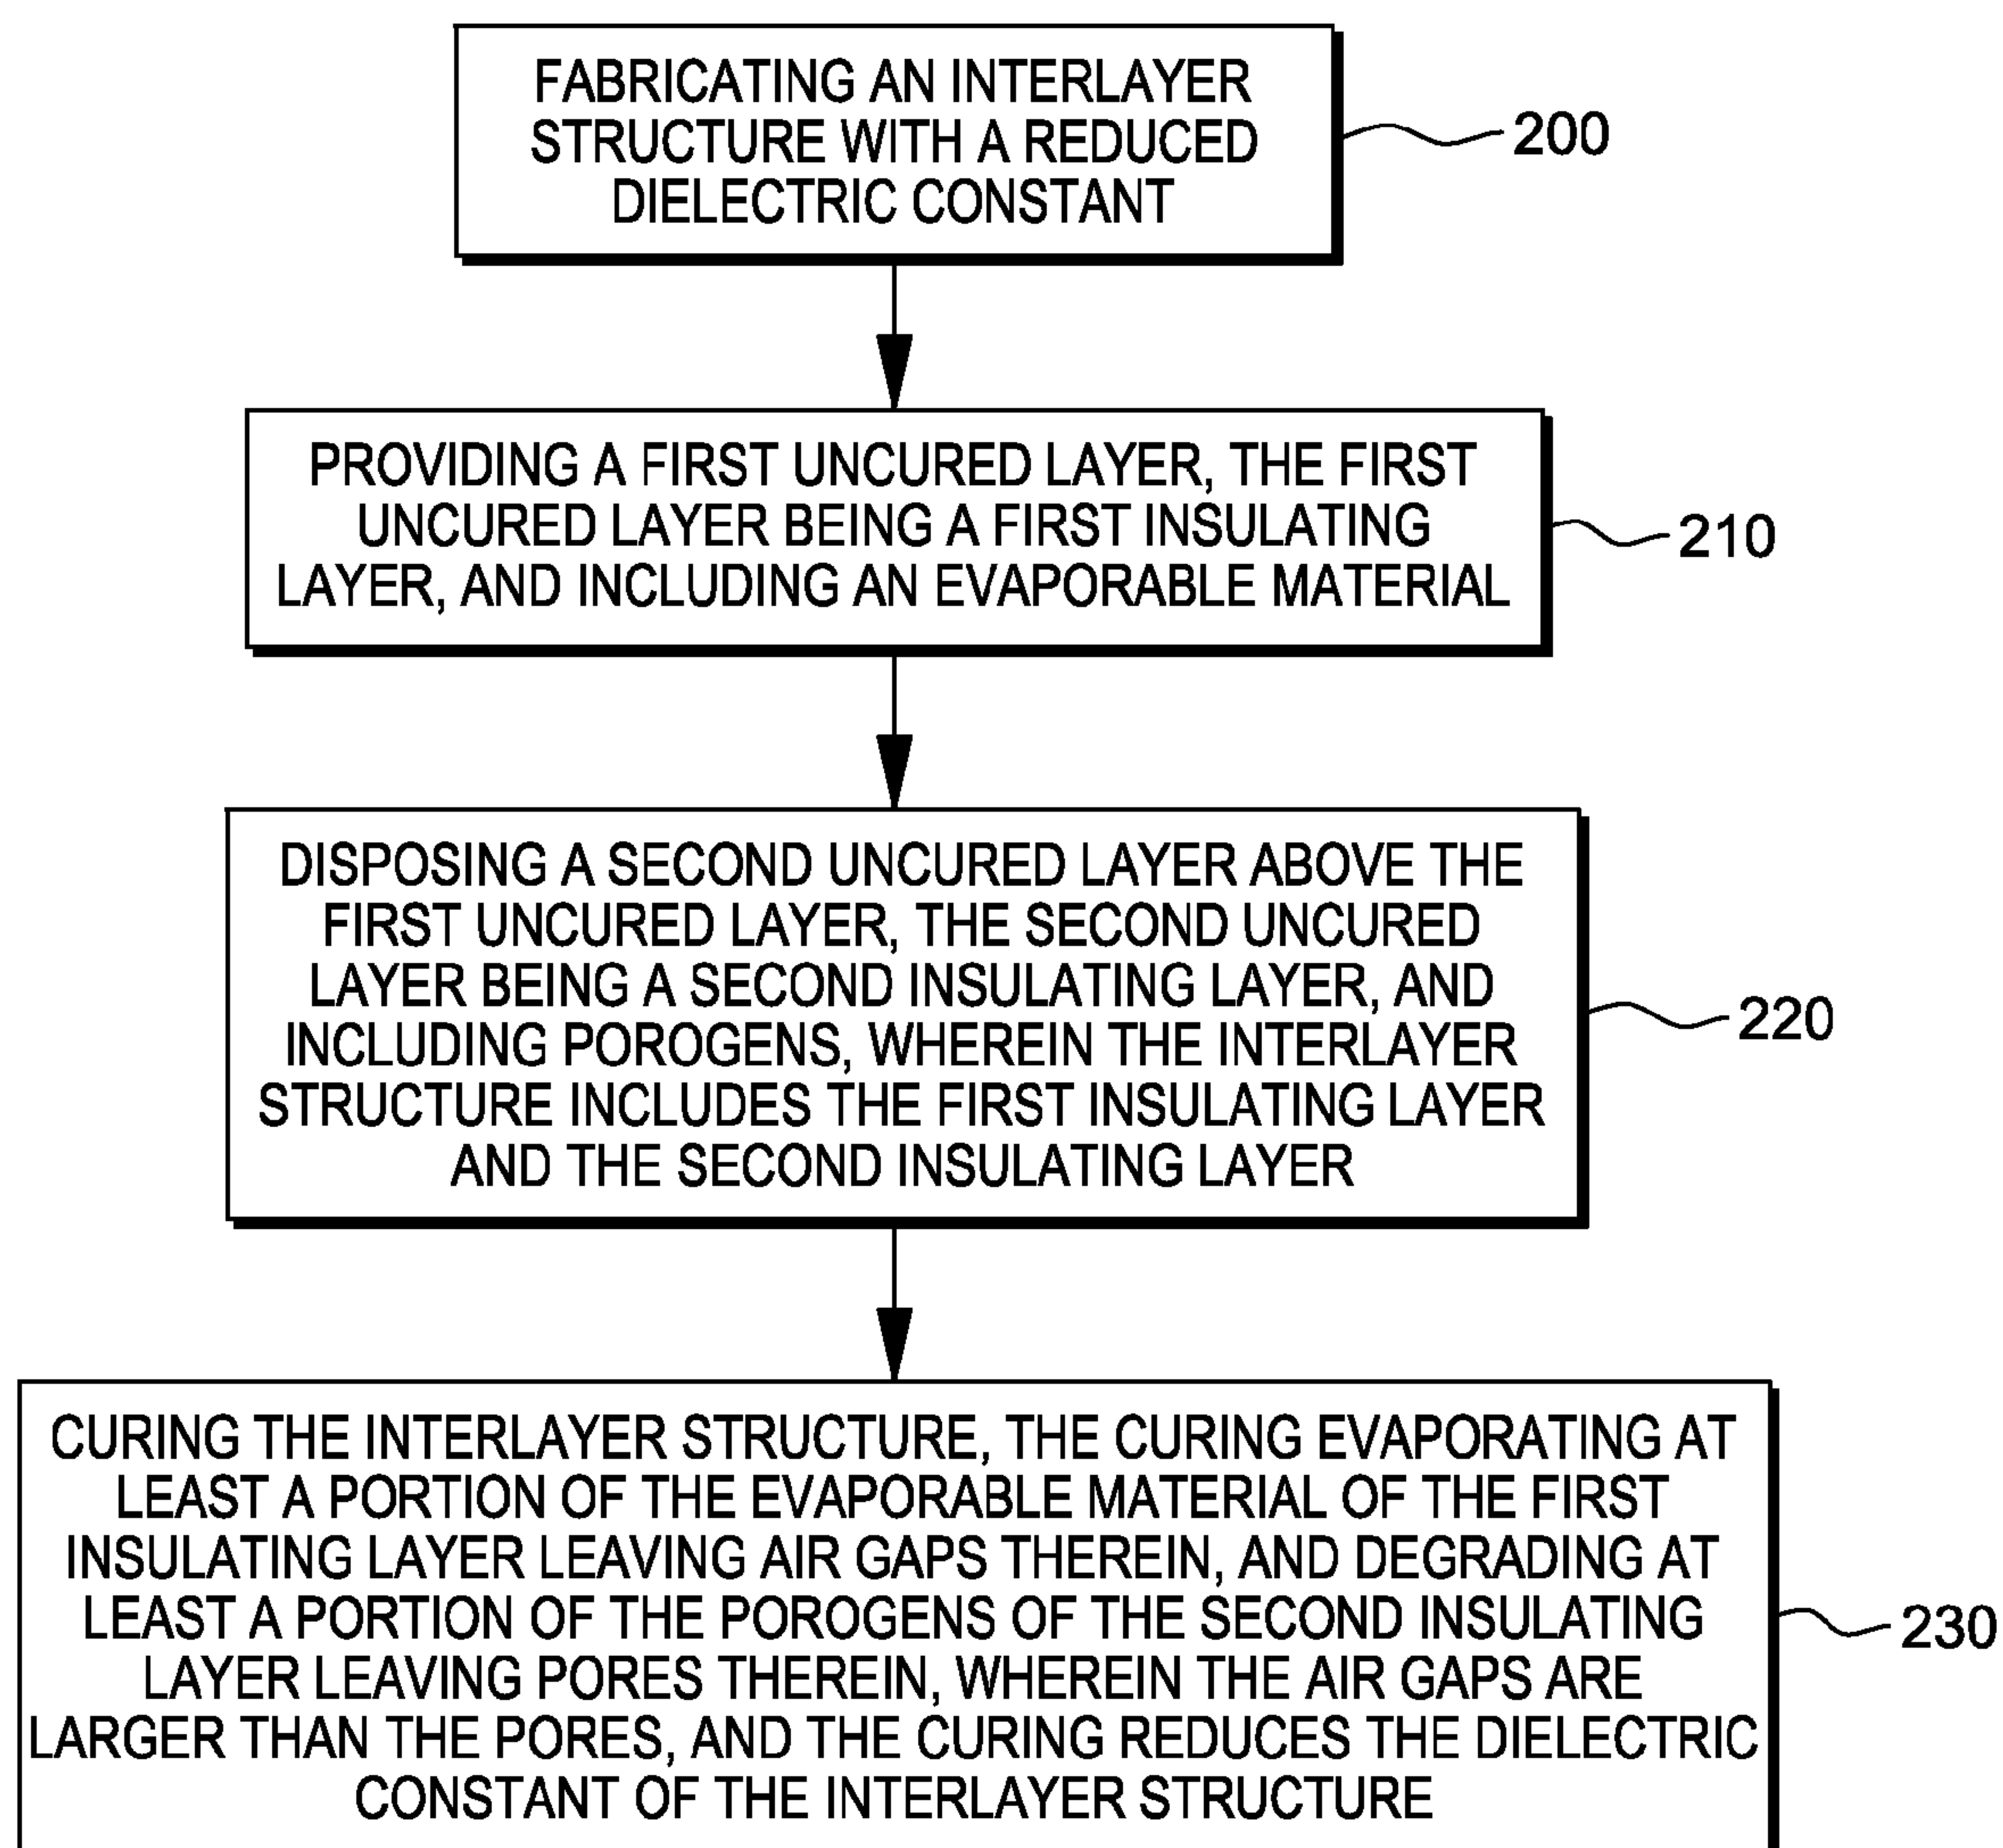 FABRICATING AN INTERLAYER
STRUCTURE WITH A REDUCED
DIELECTRIC CONSTANT
200
PROVIDING A FIRST UNCURED LAYER, THE FIRST
UNCURED LAYER BEING A FIRST INSULATING
LAYER, AND INCLUDING AN EVAPORABLE MATERIAL
210
DISPOSING A SECOND UNCURED LAYER ABOVE THE
FIRST UNCURED LAYER, THE SECOND UNCURED
LAYER BEING A SECOND INSULATING LAYER, AND
INCLUDING POROGENS, WHEREIN THE INTERLAYER
STRUCTURE INCLUDES THE FIRST INSULATING LAYER
AND THE SECOND INSULATING LAYER
220
CURING THE INTERLAYER STRUCTURE, THE CURING EVAPORATING AT
LEAST A PORTION OF THE EVAPORABLE MATERIAL OF THE FIRST
INSULATING LAYER LEAVING AIR GAPS THEREIN, AND DEGRADING AT
LEAST A PORTION OF THE POROGENS OF THE SECOND INSULATING
LAYER LEAVING PORES THEREIN, WHEREIN THE AIR GAPS ARE
LARGER THAN THE PORES, AND THE CURING REDUCES THE DIELECTRIC
CONSTANT OF THE INTERLAYER STRUCTURE
230